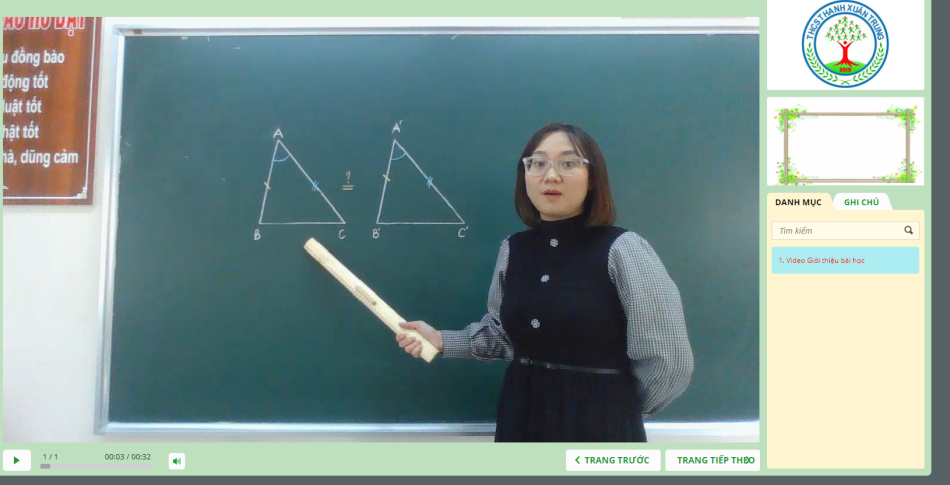 u đồng bào
động tốt
luật tốt
hật tốt
hà, dũng cảm
A
B
C
?
=
A'
B'
C'
THCS THANH XUÂN TRUNG
DANH MỤC
GHI CHÚ
Tìm kiếm
1. Video Giới thiệu bài học
1 / 1
00:03 / 00:32
TRANG TRƯỚC
TRANG TIẾP THEO